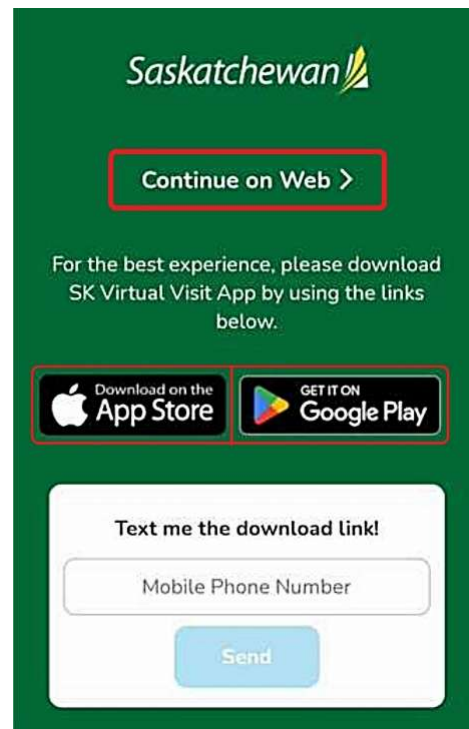 Saskatchewan
Continue on Web >
For the best experience, please download
SK Virtual Visit App by using the links
below.
Download on the
App Store
GET IT ON
Google Play
Text me the download link!
Mobile Phone Number
Send